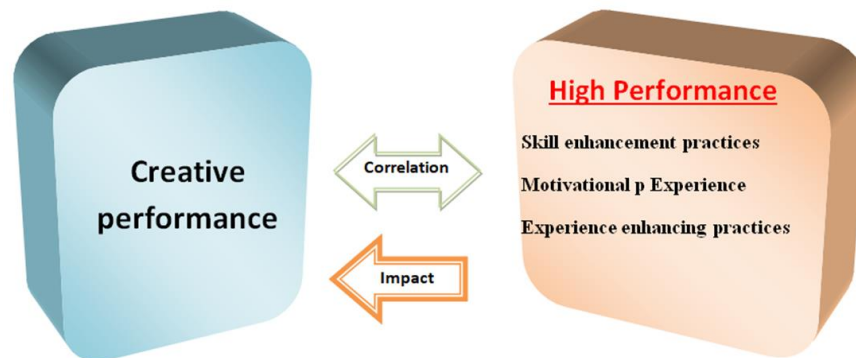 Creative
performance
Correlation
Impact
High Performance
Skill enhancement practices
Motivational p Experience
Experience enhancing practices